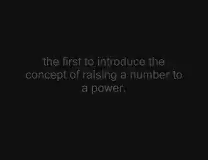 the first to introduce the
concept of raising a number to
a power.